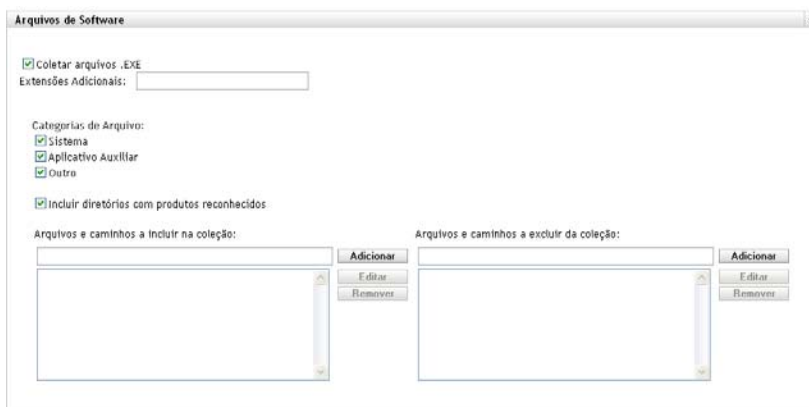 Arquivos de Software
Coletar arquivos .EXE
Extensões Adicionais:
Categorias de Arquivo:
Sistema
Aplicativo Auxiliar
Outro
Incluir diretórios com produtos reconhecidos
Arquivos e caminhos a incluir na coleção:
Adicionar
Editar
Remover
Arquivos e caminhos a excluir da coleção:
Adicionar
Editar
Remover